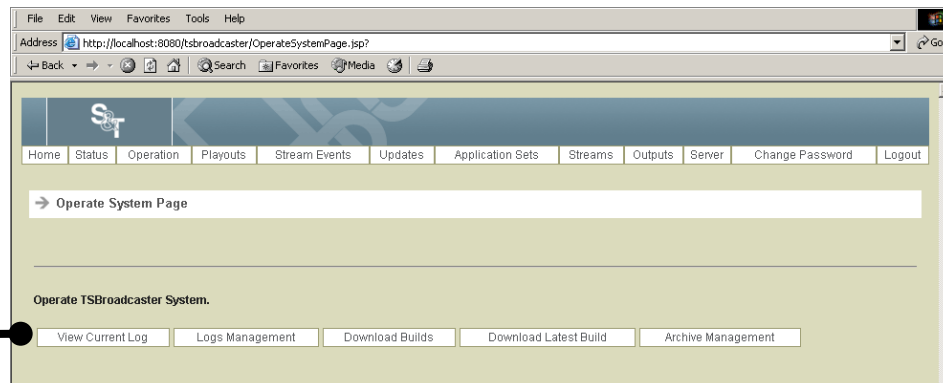 File Edit View Favorites Tools Help
Address http://localhost:8080/tsbroadcaster/OperateSystemPage.jsp? Go
Back Search Favorites Media
S&T
Home Status Operation Playouts Stream Events Updates Application Sets Streams Outputs Server Change Password Logout
Operate System Page
Operate TSBroadcaster System.
View Current Log Logs Management Download Builds Download Latest Build Archive Management